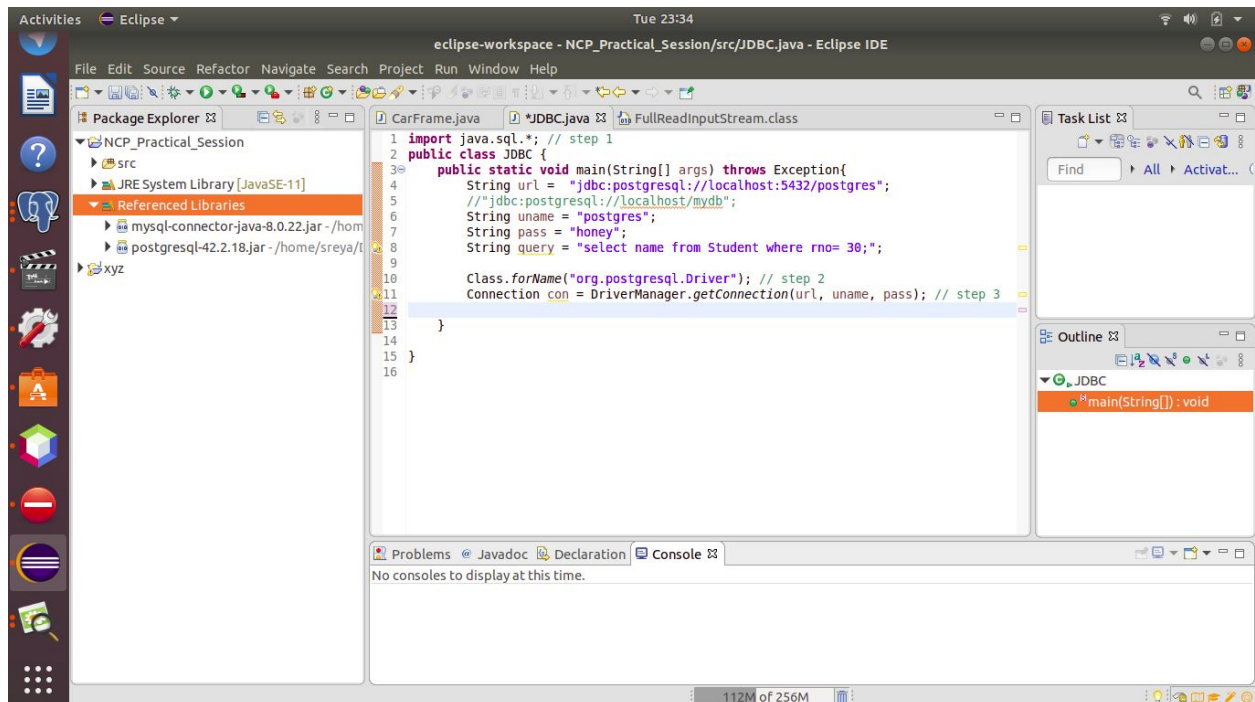 Activities Eclipse Tue 23:34
eclipse-workspace - NCP_Practical_Session/src/JDBC.java - Eclipse IDE
File Edit Source Refactor Navigate Search Project Run Window Help
Package Explorer
NCP_Practical_Session
src
JRE System Library [JavaSE-11]
Referenced Libraries
mysql-connector-java-8.0.22.jar - /hom
postgresql-42.2.18.jar - /home/sreya/
xyz
CarFrame.java *JDBC.java FullReadInputStream.class
1 import java.sql.*; // step 1
2 public class JDBC {
3 public static void main(String[] args) throws Exception{
4 String url = "jdbc:postgresql://localhost:5432/postgres";
5 //"jdbc:postgresql://localhost/mydb";
6 String uname = "postgres";
7 String pass = "honey";
8 String query = "select name from Student where rno= 30;";
9
10 Class.forName("org.postgresql.Driver"); // step 2
11 Connection con = DriverManager.getConnection(url, uname, pass); // step 3
12
13 }
14
15 }
16
Task List
Find All Activat...
Outline
JDBC
main(String[]) : void
Problems @ Javadoc Declaration Console
No consoles to display at this time.
112M of 256M